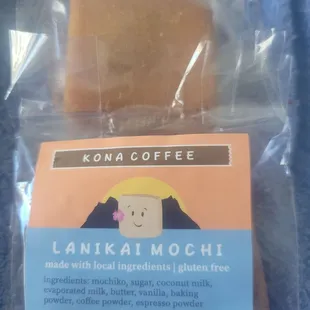 KONA COFFEE
LANIKAI MOCHI
made with local ingredients | gluten free
Ingredients: mochiko, sugar, coconut milk,
evaporated milk, butter, vanilla, baking
powder, coffee powder, espresso powder